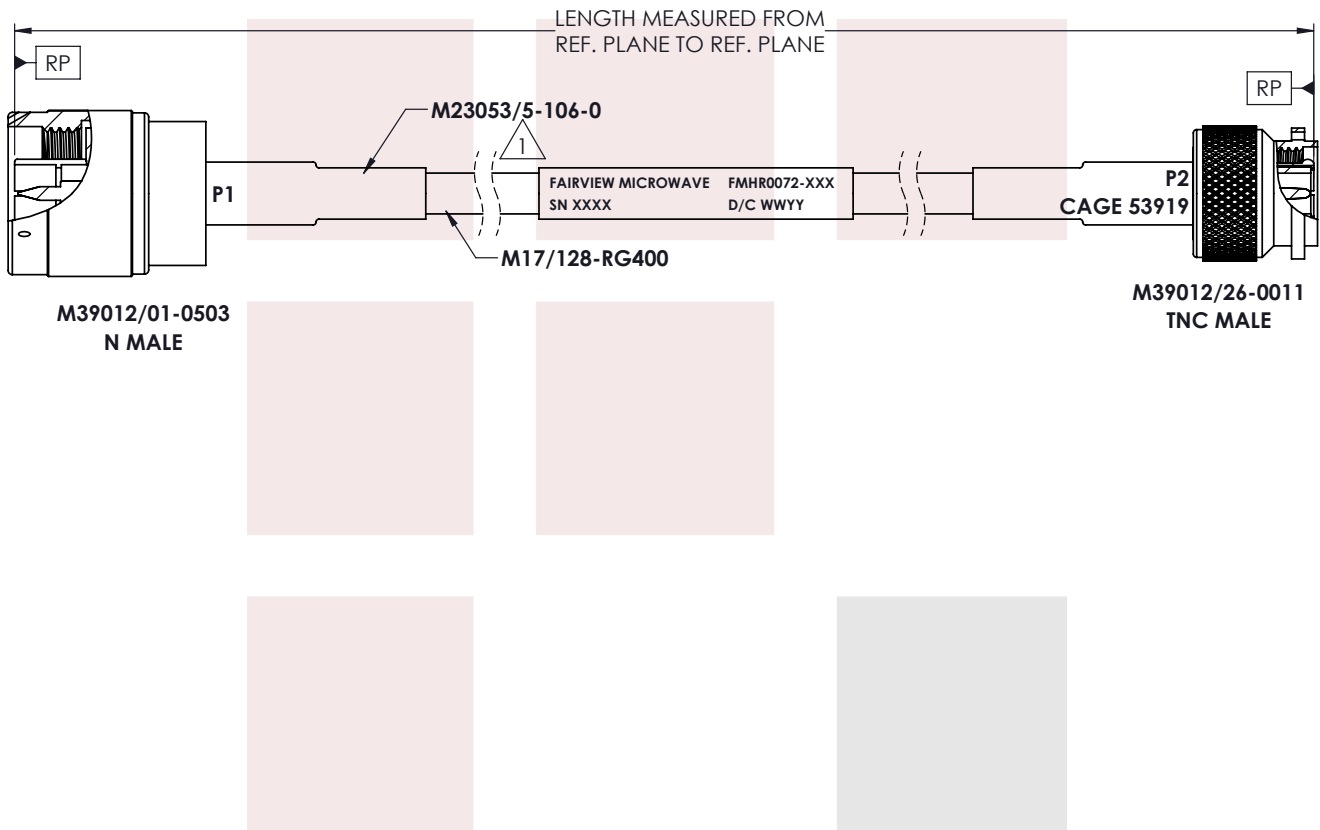 LENGTH MEASURED FROM
REF. PLANE TO REF. PLANE
RP
RP
M23053/5-106-0
1
P1
FAIRVIEW MICROWAVE FMHR0072-XXX
SN XXXX D/C WWYY
P2
CAGE 53919
M17/128-RG400
M39012/01-0503
N MALE
M39012/26-0011
TNC MALE